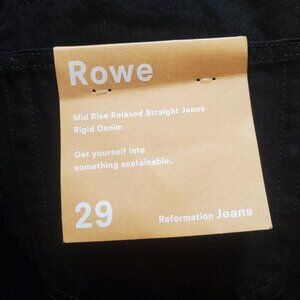 Rowe
Mid Rise Relaxed Straight Jeans
Rigid Denim
Get yourself into
something sustainable.
29
Reformation Jeans